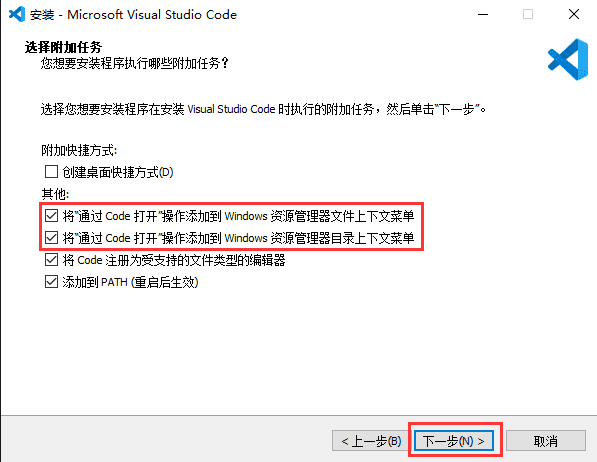 安装 - Microsoft Visual Studio Code
选择附加任务
您想要安装程序执行哪些附加任务？
选择您想要安装程序在安装 Visual Studio Code 时执行的附加任务，然后单击“下一步”。
附加快捷方式:
创建桌面快捷方式(D)
其他:
将“通过 Code 打开”操作添加到 Windows 资源管理器文件上下文菜单
将“通过 Code 打开”操作添加到 Windows 资源管理器目录上下文菜单
将 Code 注册为受支持的文件类型的编辑器
添加到 PATH (重启后生效)
< 上一步(B) 下一步(N) > 取消